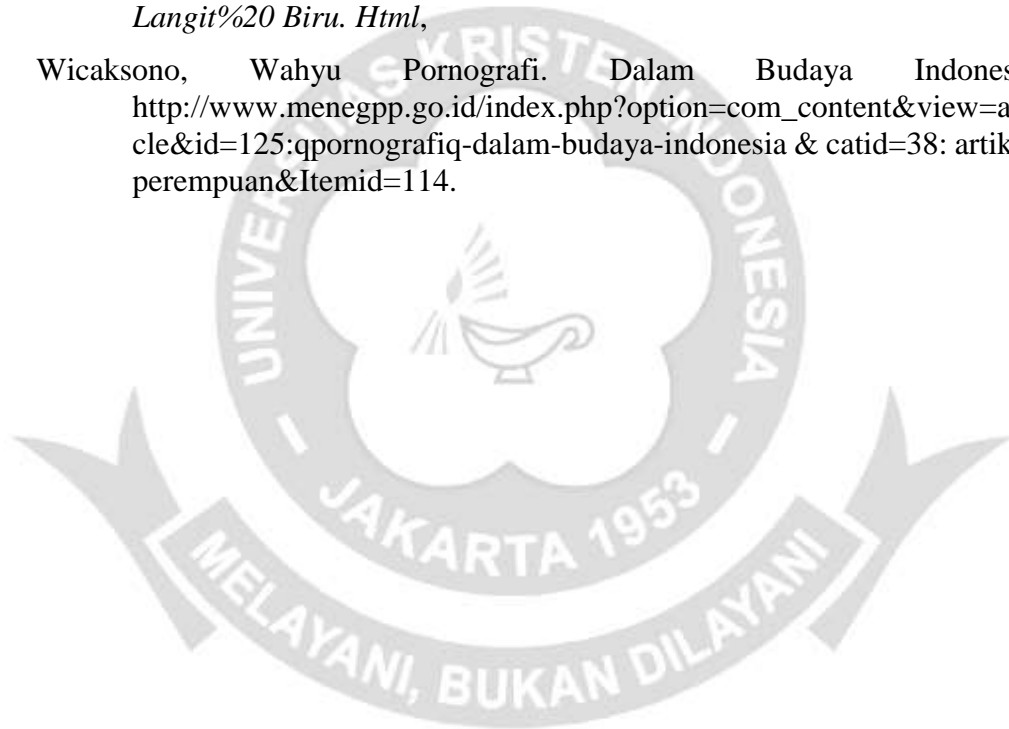 Langit%20 Biru. Html,
Wicaksono, Wahyu Pornografi. Dalam Budaya Indones
http://www.menegpp.go.id/index.php?option=com_content&view=a
cle&id=125:qpornografiq-dalam-budaya-indonesia & catid=38: artik
perempuan&Itemid=114.
UNIVERSITAS KRISTEN INDONESIA
- JAKARTA 1953 -
MELAYANI, BUKAN DILAYANI